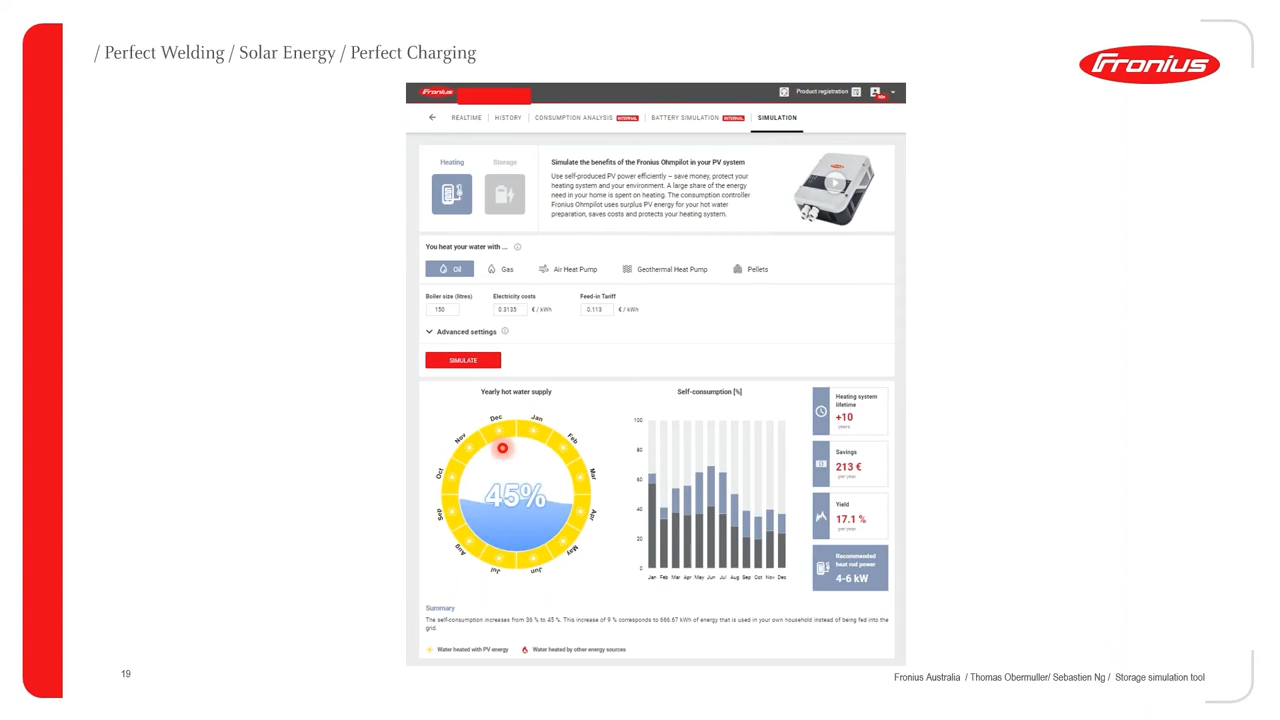 / Perfect Welding / Solar Energy / Perfect Charging
Fronius
Fronius
Product registration
REALTIME
HISTORY
CONSUMPTION ANALYSIS INTERNAL
BATTERY SIMULATION INTERNAL
SIMULATION
Heating
Storage
Simulate the benefits of the Fronius Ohmpilot in your PV system
Use self-produced PV power efficiently – save money, protect your
heating system and your environment. A large share of the energy
need in your home is spent on heating. The consumption controller
Fronius Ohmpilot uses surplus PV energy for your hot water
preparation, saves costs and protects your heating system.
You heat your water with ...
Oil
Gas
Air Heat Pump
Geothermal Heat Pump
Pellets
Boiler size (litres)
Electricity costs
Feed-in Tariff
150
0.3135 € / kWh
0.113 € / kWh
Advanced settings
SIMULATE
Yearly hot water supply
Dec
Jan
Feb
Mar
Apr
May
Jun
Jul
Aug
Sep
Oct
Nov
45%
Self-consumption [%]
100
80
60
40
20
0
Jan Feb Mar Apr May Jun Jul Aug Sep Oct Nov Dec
Heating system
lifetime
+10
years
Savings
213 €
per year
Yield
17.1 %
per year
Recommended
heat rod power
4-6 kW
Summary
The self-consumption increases from 36 % to 45 %. This increase of 9 % corresponds to 666.67 kWh of energy that is used in your own household instead of being fed into the
grid.
Water heated with PV energy
Water heated by other energy sources
19
Fronius Australia / Thomas Obermuller/ Sebastien Ng / Storage simulation tool